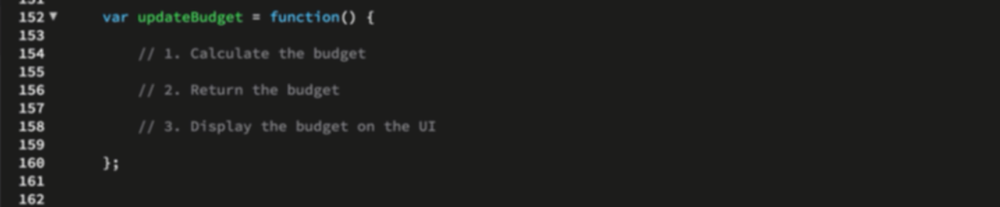 151
152 ▼ var updateBudget = function() {
153
154 // 1. Calculate the budget
155
156 // 2. Return the budget
157
158 // 3. Display the budget on the UI
159
160 };
161
162